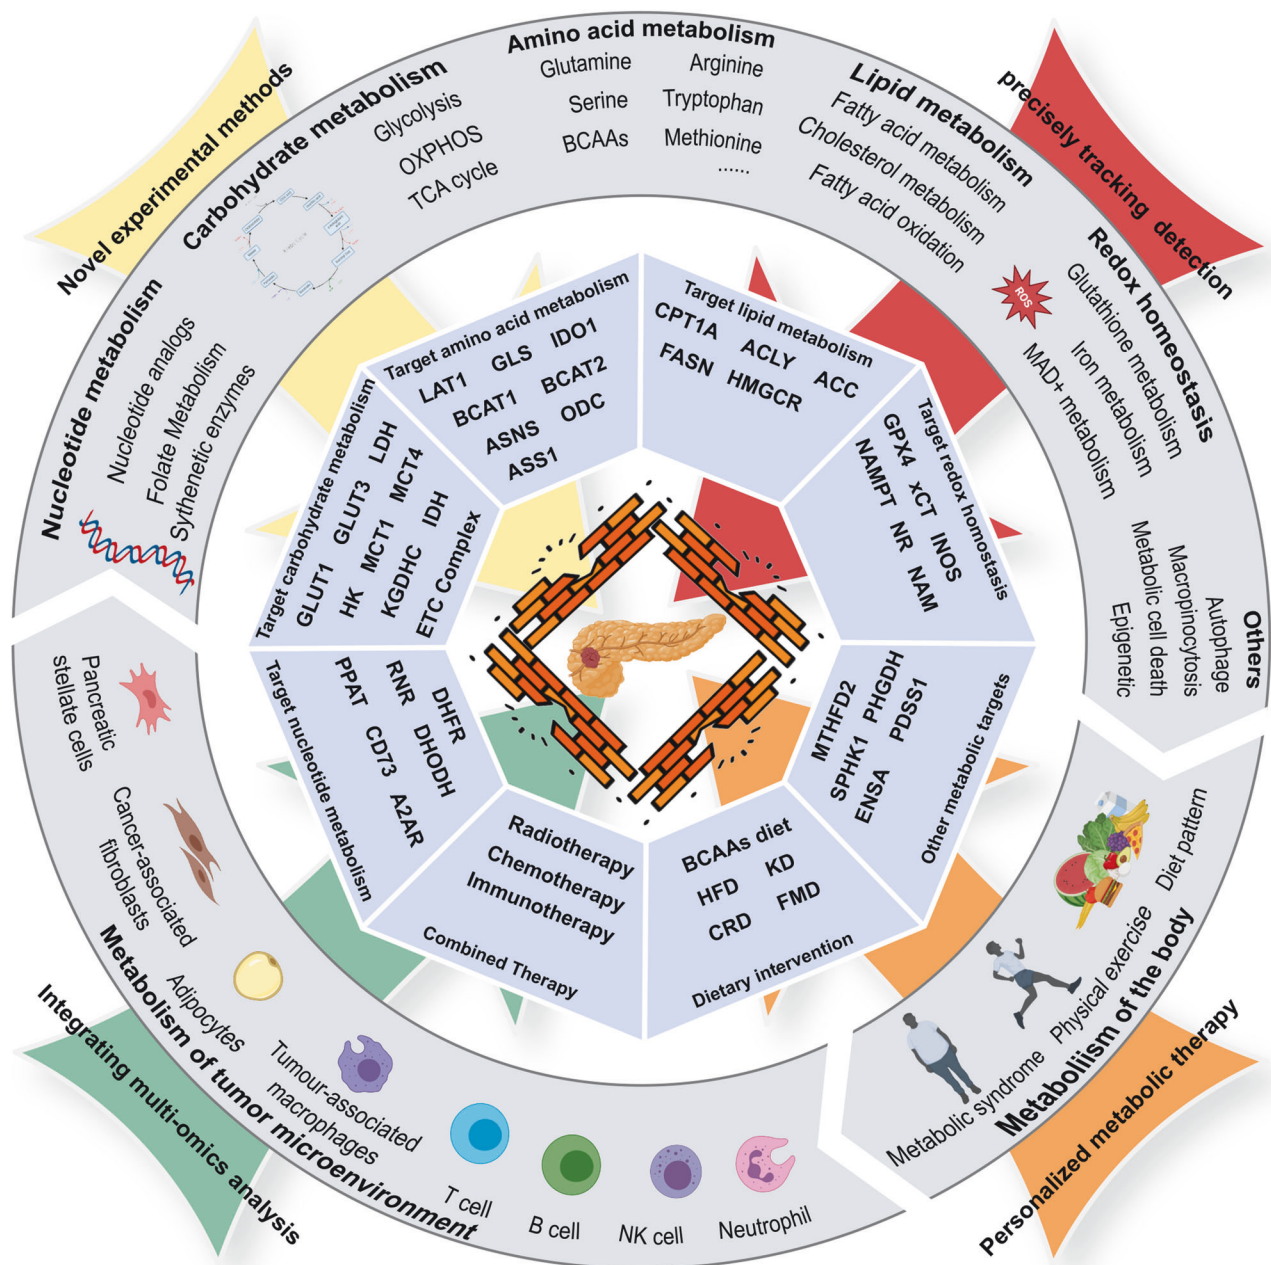 Novel experimental methods
precisely tracking detection
Integrating multi-omics analysis
Personalized metabolic therapy
Nucleotide metabolism
Nucleotide analogs
Folate Metabolism
Sythenetic enzymes
Carbohydrate metabolism
Glycolysis
OXPHOS
TCA cycle
Amino acid metabolism
Glutamine
Arginine
Serine
Tryptophan
BCAAs
Methionine
......
Lipid metabolism
Fatty acid metabolism
Cholesterol metabolism
Fatty acid oxidation
Redox homeostasis
ROS
Glutathione metabolism
Iron metabolism
MAD+ metabolism
Others
Autophage
Macropinocytosis
Metabolic cell death
Epigenetic
Metaboliism of the body
Diet pattern
Physical exercise
Metabolic syndrome
Metabolism of tumor microenvironment
Pancreatic
stellate cells
Cancer-associated
fibroblasts
Adipocytes
Tumour-associated
macrophages
T cell
B cell
NK cell
Neutrophil
Target amino acid metabolism
LAT1 GLS IDO1
BCAT1 BCAT2
ASNS ODC
ASS1
Target lipid metabolism
CPT1A ACLY ACC
FASN HMGCR
Target redox homostasis
GPX4 xCT INOS
NAMPT NR NAM
Other metabolic targets
MTHFD2 PHGDH
SPHK1 PDSS1
ENSA
Dietary intervention
BCAAs diet
HFD KD
CRD FMD
Combined Therapy
Radiotherapy
Chemotherapy
Immunotherapy
Target nucleotide metabolism
PPAT RNR DHFR
CD73 DHODH
A2AR
Target carbohydrate metabolism
GLUT1 GLUT3 LDH
HK MCT1 MCT4
KGDHC IDH
ETC Complex